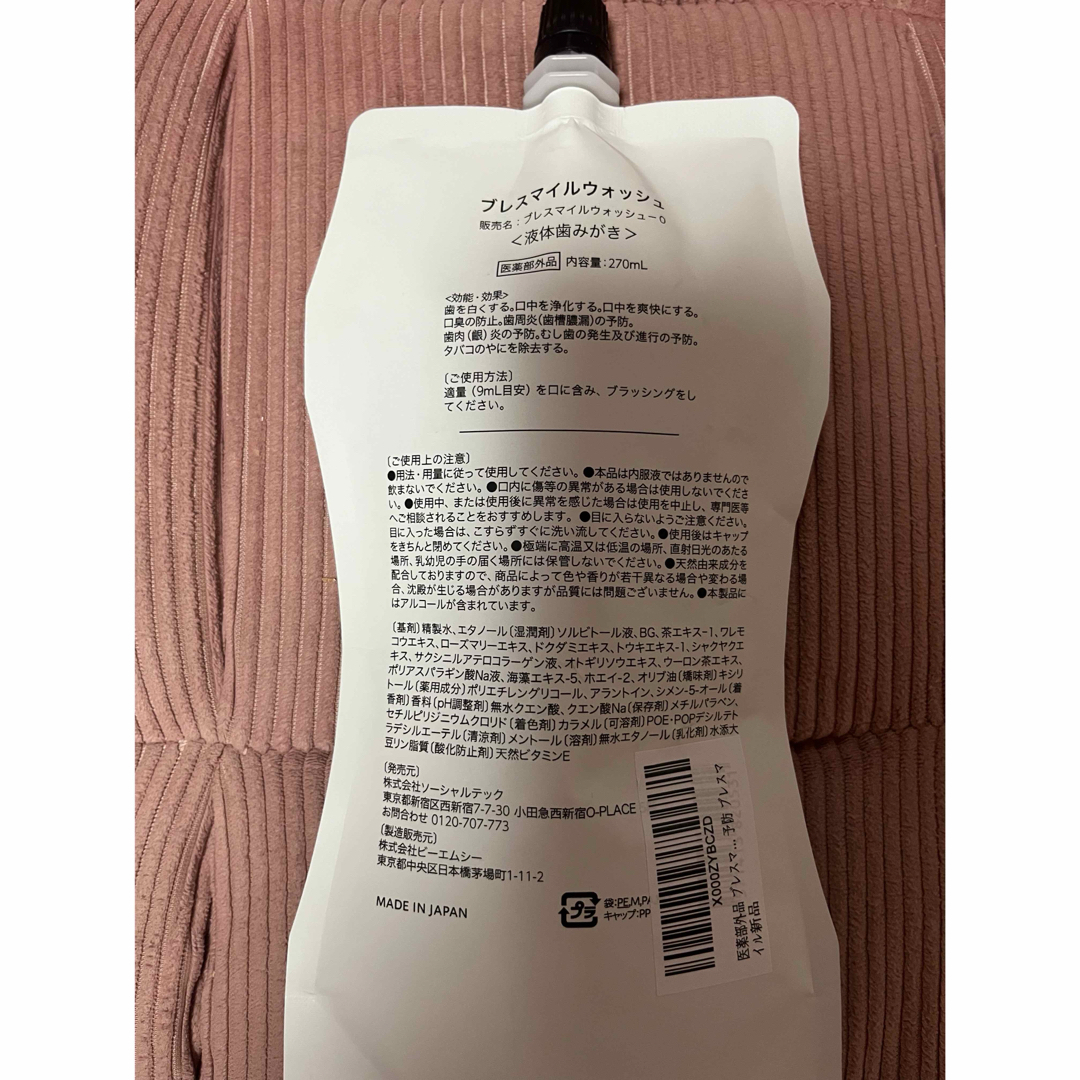 ブレスマイルウォッシュ
販売名：ブレスマイルウォッシュー0
＜液体歯みがき＞
医薬部外品 内容量：270mL
<効能・効果>
歯を白くする。口中を浄化する。口中を爽快にする。
口臭の防止。歯周炎(歯槽膿漏)の予防。
歯肉(齦)炎の予防。むし歯の発生及び進行の予防。
タバコのやにを除去する。
〔ご使用方法〕
適量（9mL目安）を口に含み、ブラッシングをし
てください。
〔ご使用上の注意〕
●用法・用量に従って使用してください。●本品は内服液ではありませんので
飲まないでください。●口内に傷等の異常がある場合は使用しないでくださ
い。●使用中、または使用後に異常を感じた場合は使用を中止し、専門医等
へご相談されることをおすすめします。●目に入らないようご注意ください。
目に入った場合は、こすらずすぐに洗い流してください。●使用後はキャップ
をきちんと閉めてください。●極端に高温又は低温の場所、直射日光のあたる
場所、乳幼児の手の届く場所には保管しないでください。●天然由来成分を
配合しておりますので、商品によって色や香りが若干異なる場合や変わる場
合、沈殿が生じる場合がありますが品質には問題ございません。●本製品に
はアルコールが含まれています。
〔基剤〕精製水、エタノール〔湿潤剤〕ソルビトール液、BG、茶エキス-1、ワレモ
コウエキス、ローズマリーエキス、ドクダミエキス、トウキエキス-1、シャクヤクエ
キス、サクシニルアテロコラーゲン液、オトギリソウエキス、ウーロン茶エキス、
ポリアスパラギン酸Na液、海藻エキス-5、ホエイ-2、オリブ油〔矯味剤〕キシリ
トール〔薬用成分〕ポリエチレングリコール、アラントイン、シメン-5-オール〔着
香剤〕香料〔pH調整剤〕無水クエン酸、クエン酸Na〔保存剤〕メチルパラベン、
セチルピリジニウムクロリド〔着色剤〕カラメル〔可溶剤〕POE・POPデシルテト
ラデシルエーテル〔清涼剤〕メントール〔溶剤〕無水エタノール〔乳化剤〕水添大
豆リン脂質〔酸化防止剤〕天然ビタミンE
〔発売元〕
株式会社ソーシャルテック
東京都新宿区西新宿7-7-30 小田急西新宿O-PLACE
お問合わせ 0120-707-773
〔製造販売元〕
株式会社ビーエムシー
東京都中央区日本橋茅場町1-11-2
MADE IN JAPAN
プラ
袋:PE,M,PA
キャップ:PP
X000ZYBCZD
医薬部外品 ブレスマ... 予防 ブレスマ
イル新品